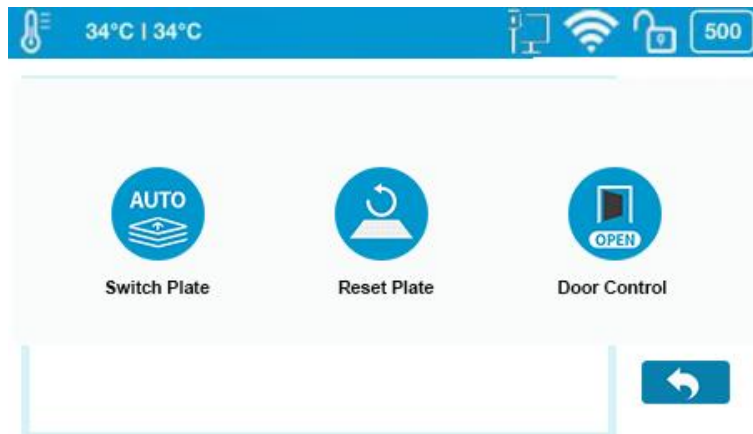 34°C | 34°C
500
AUTO
OPEN
Switch Plate
Reset Plate
Door Control